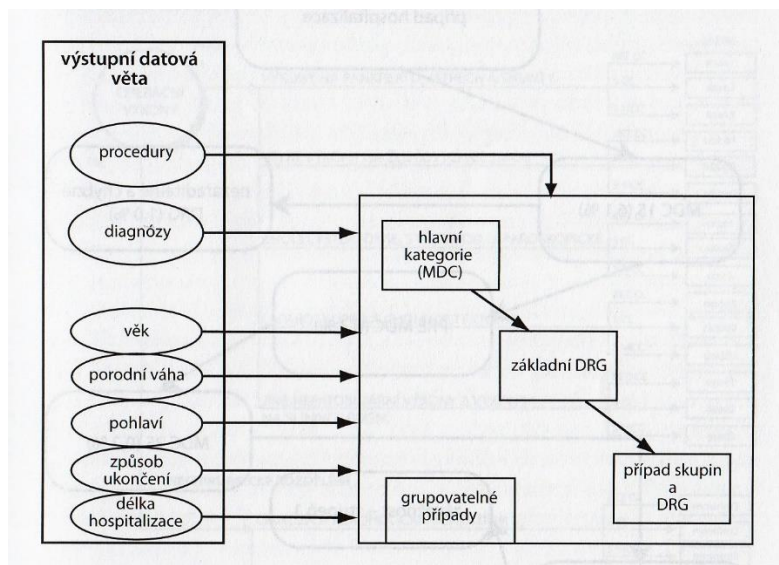 výstupní datová
věta
procedury
diagnózy
věk
porodní váha
pohlaví
způsob
ukončení
délka
hospitalizace
hlavní
kategorie
(MDC)
základní DRG
případ skupin
a
DRG
grupovatelné
případy